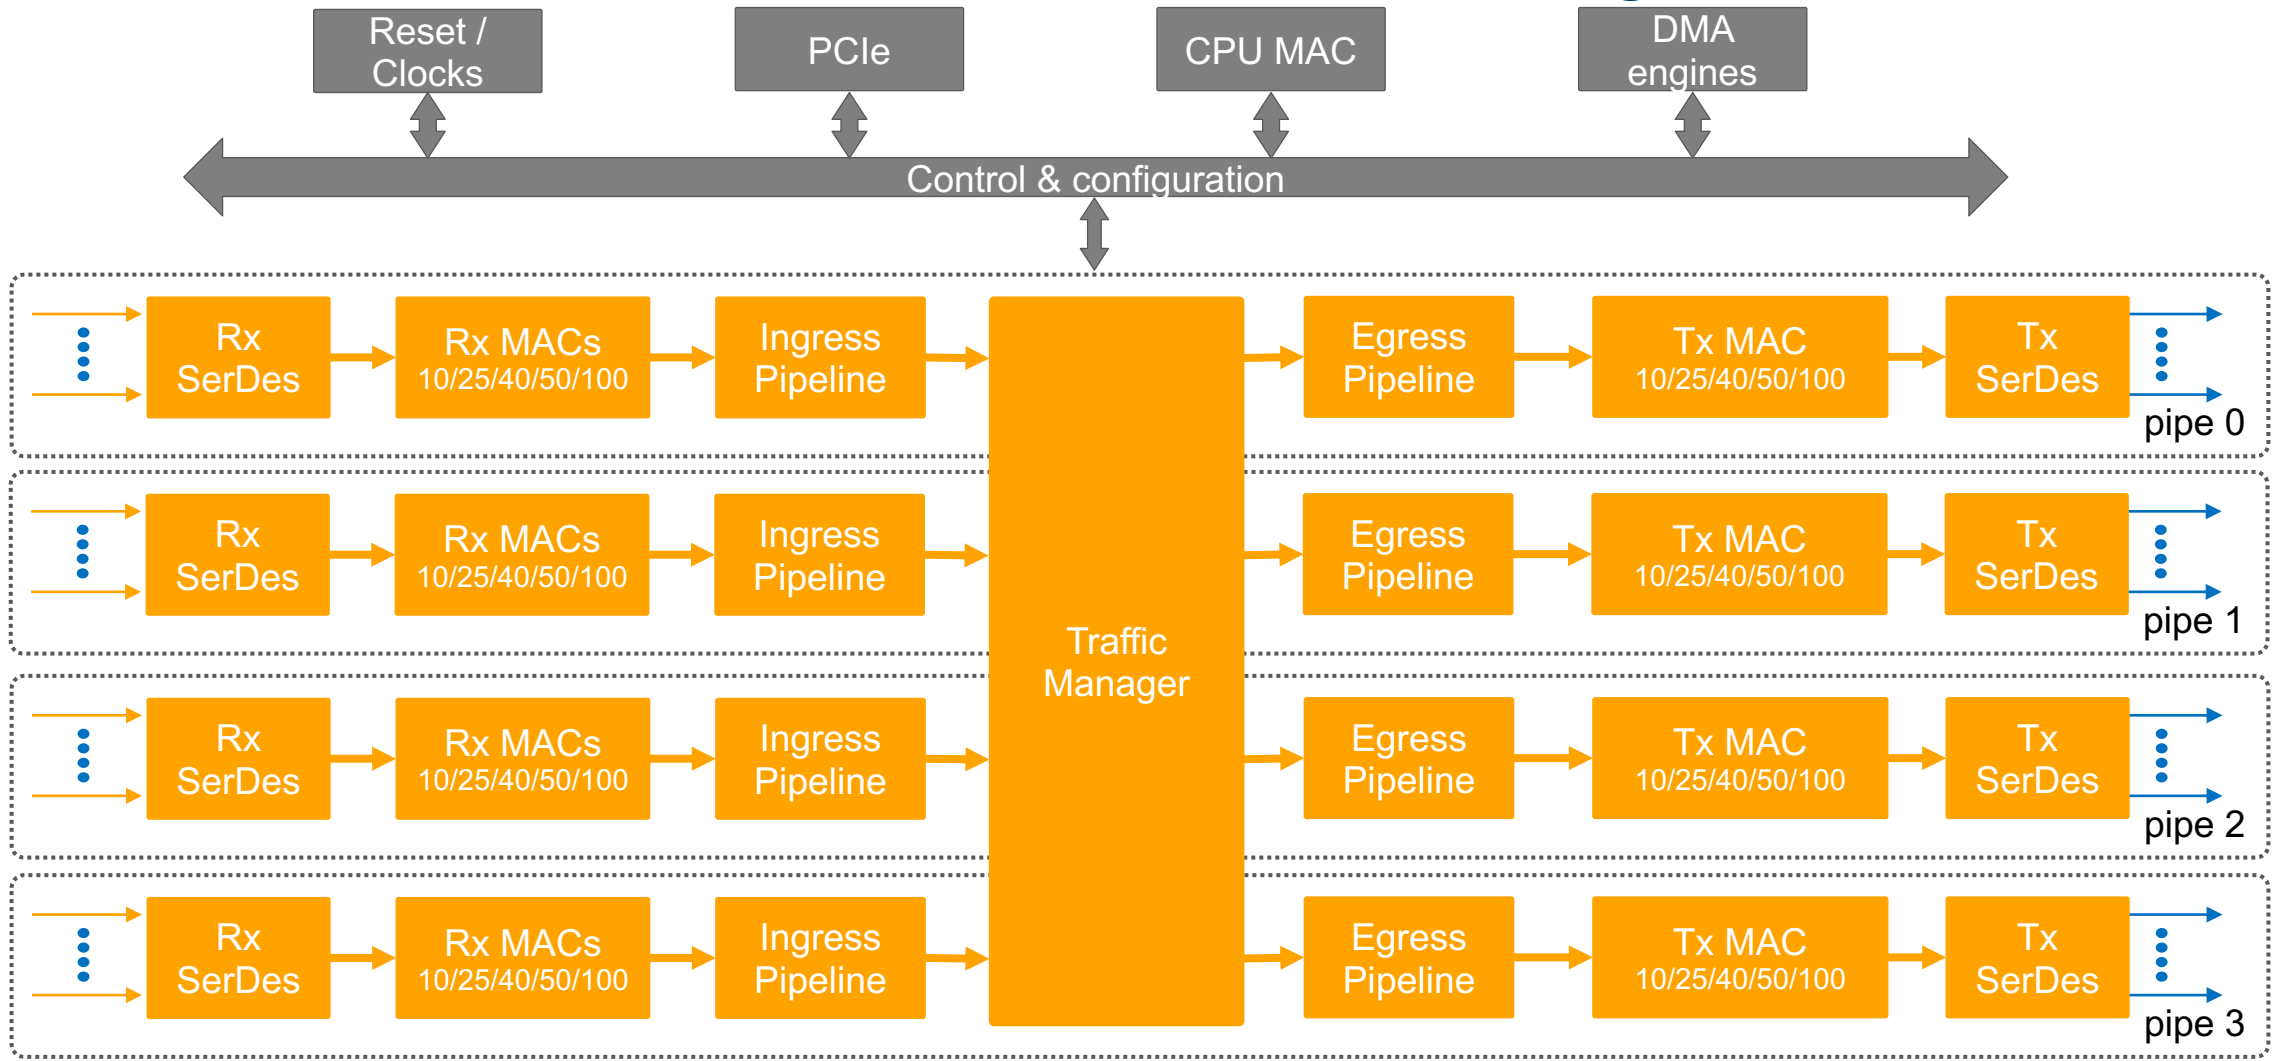 Reset /
Clocks
PCIe
CPU MAC
DMA
engines
Control & configuration
Rx
SerDes
Rx MACs
10/25/40/50/100
Ingress
Pipeline
Egress
Pipeline
Tx MAC
10/25/40/50/100
Tx
SerDes
pipe 0
Rx
SerDes
Rx MACs
10/25/40/50/100
Ingress
Pipeline
Egress
Pipeline
Tx MAC
10/25/40/50/100
Tx
SerDes
pipe 1
Traffic
Manager
Rx
SerDes
Rx MACs
10/25/40/50/100
Ingress
Pipeline
Egress
Pipeline
Tx MAC
10/25/40/50/100
Tx
SerDes
pipe 2
Rx
SerDes
Rx MACs
10/25/40/50/100
Ingress
Pipeline
Egress
Pipeline
Tx MAC
10/25/40/50/100
Tx
SerDes
pipe 3